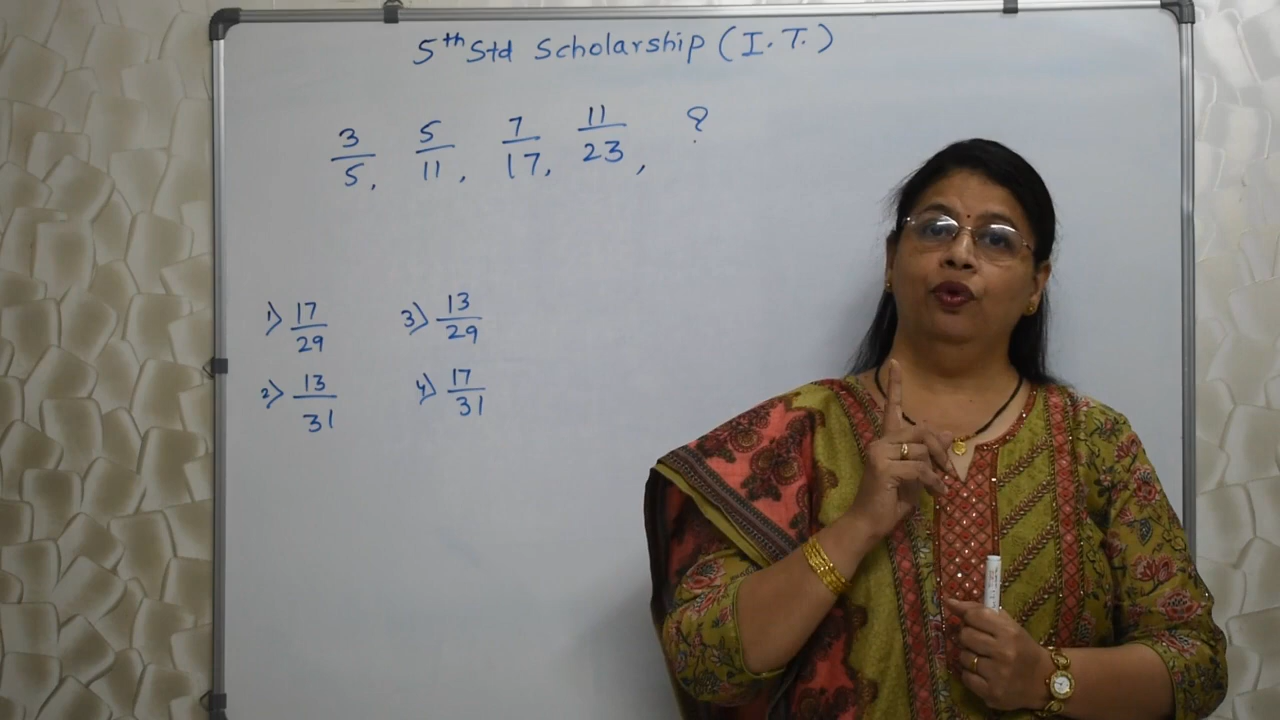 5th Std Scholarship (I.T.)
3/5, 5/11, 7/17, 11/23, ?
1) 17/29 3) 13/29
2) 13/31 4) 17/31